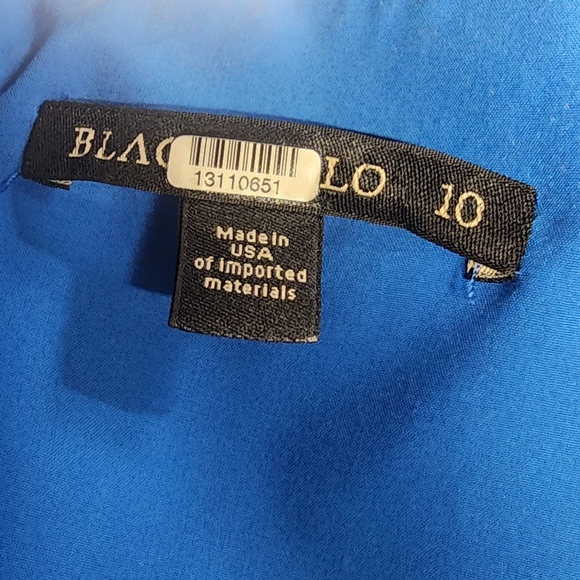 BLAC LO 10
13110651
Made in
USA
of imported
materials